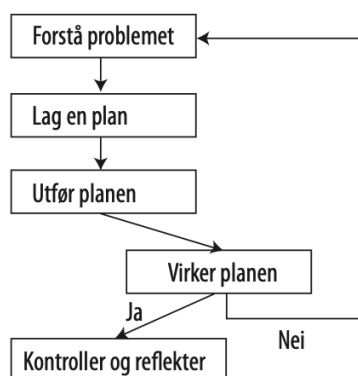 Forstå problemet
Lag en plan
Utfør planen
Virker planen
Ja
Nei
Kontroller og reflekter